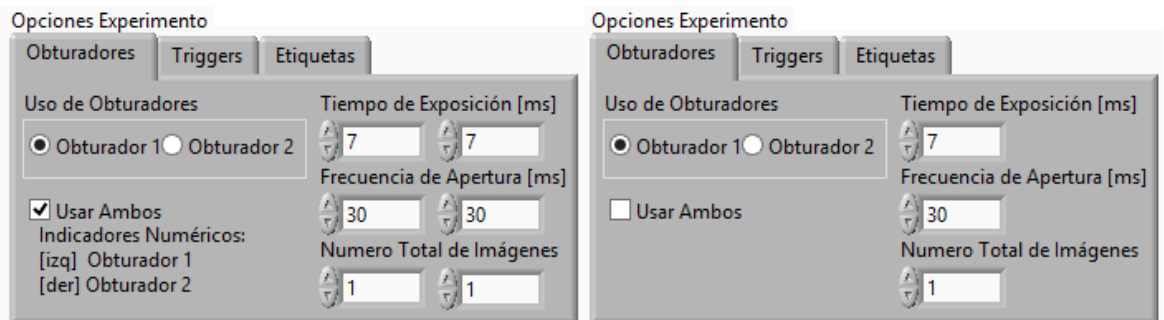 Opciones Experimento
Obturadores Triggers Etiquetas
Uso de Obturadores
Obturador 1 Obturador 2
Usar Ambos
Indicadores Numéricos:
[izq] Obturador 1
[der] Obturador 2
Tiempo de Exposición [ms]
7 7
Frecuencia de Apertura [ms]
30 30
Numero Total de Imágenes
1 1
Opciones Experimento
Obturadores Triggers Etiquetas
Uso de Obturadores
Obturador 1 Obturador 2
Usar Ambos
Tiempo de Exposición [ms]
7
Frecuencia de Apertura [ms]
30
Numero Total de Imágenes
1